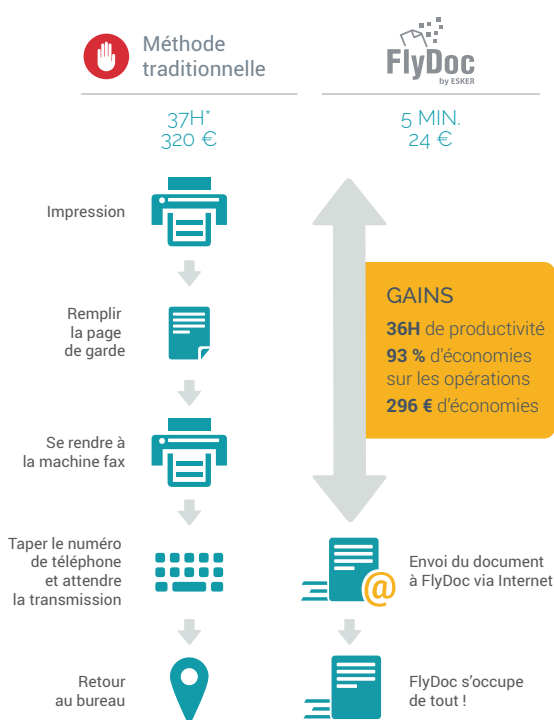 Méthode
traditionnelle
FlyDoc
by ESKER
37H*
320 €
5 MIN.
24 €
Impression
Remplir
la page
de garde
Se rendre à
la machine fax
Taper le numéro
de téléphone
et attendre
la transmission
Retour
au bureau
GAINS
36H de productivité
93 % d'économies
sur les opérations
296 € d'économies
@
Envoi du document
à FlyDoc via Internet
FlyDoc s'occupe
de tout !